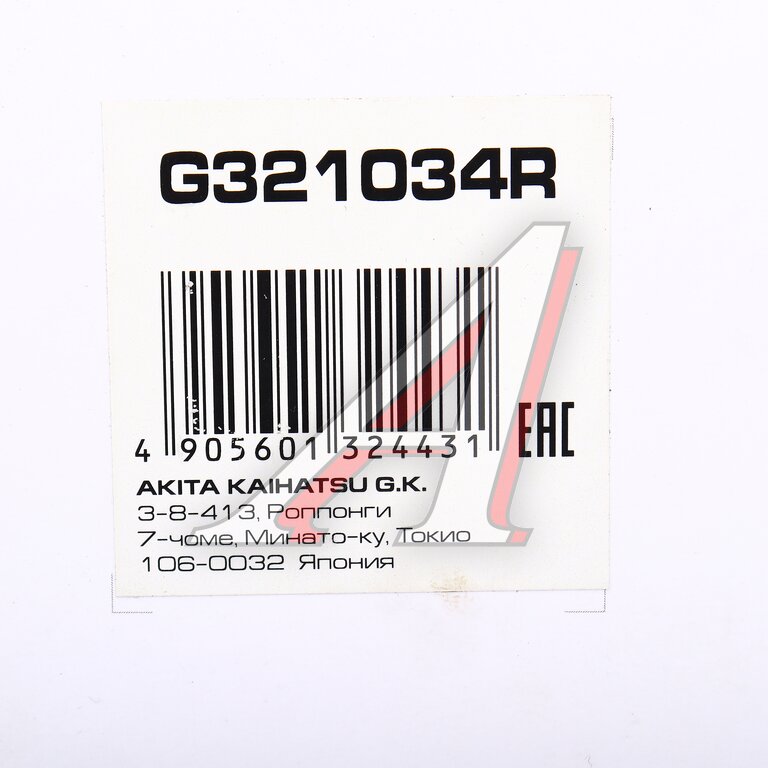 G321034R
4 905601 324431
EAC
AKITA KAIHATSU G.K.
3-8-413, Роппонги
7-чоме, Минато-ку, Токио
106-0032 Япония